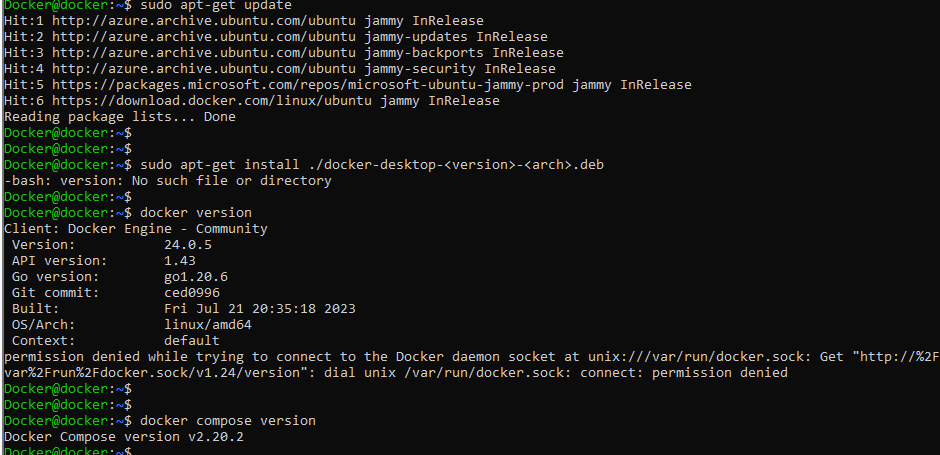 Docker@docker:~$ sudo apt-get update
Hit:1 http://azure.archive.ubuntu.com/ubuntu jammy InRelease
Hit:2 http://azure.archive.ubuntu.com/ubuntu jammy-updates InRelease
Hit:3 http://azure.archive.ubuntu.com/ubuntu jammy-backports InRelease
Hit:4 http://azure.archive.ubuntu.com/ubuntu jammy-security InRelease
Hit:5 https://packages.microsoft.com/repos/microsoft-ubuntu-jammy-prod jammy InRelease
Hit:6 https://download.docker.com/linux/ubuntu jammy InRelease
Reading package lists... Done
Docker@docker:~$
Docker@docker:~$
Docker@docker:~$ sudo apt-get install ./docker-desktop-<version>-<arch>.deb
-bash: version: No such file or directory
Docker@docker:~$
Docker@docker:~$ docker version
Client: Docker Engine - Community
 Version:           24.0.5
 API version:       1.43
 Go version:        go1.20.6
 Git commit:        ced0996
 Built:             Fri Jul 21 20:35:18 2023
 OS/Arch:           linux/amd64
 Context:           default
permission denied while trying to connect to the Docker daemon socket at unix:///var/run/docker.sock: Get "http://%2F
var%2Frun%2Fdocker.sock/v1.24/version": dial unix /var/run/docker.sock: connect: permission denied
Docker@docker:~$
Docker@docker:~$
Docker@docker:~$ docker compose version
Docker Compose version v2.20.2
Docker@docker:~$